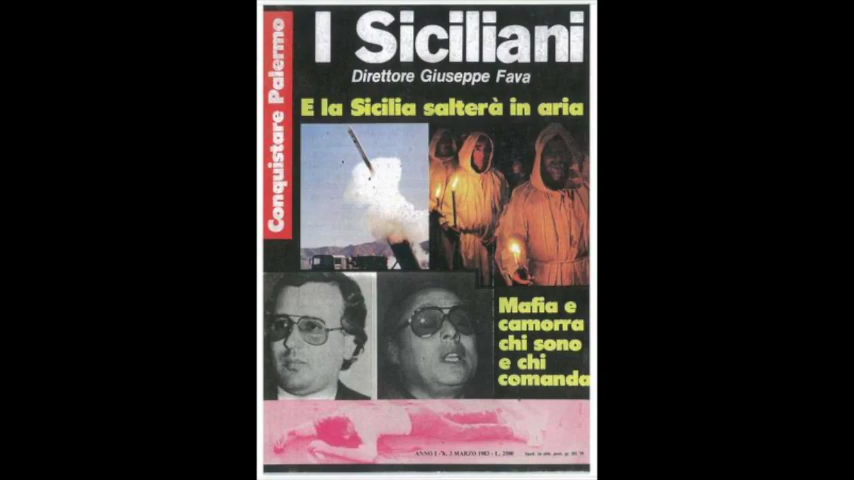 I Siciliani
Direttore Giuseppe Fava
Conquistare Palermo
E la Sicilia salterà in aria
Mafia e
camorra
chi sono
e chi
comanda
ANNO I - N. 3 MARZO 1983 - L. 2500